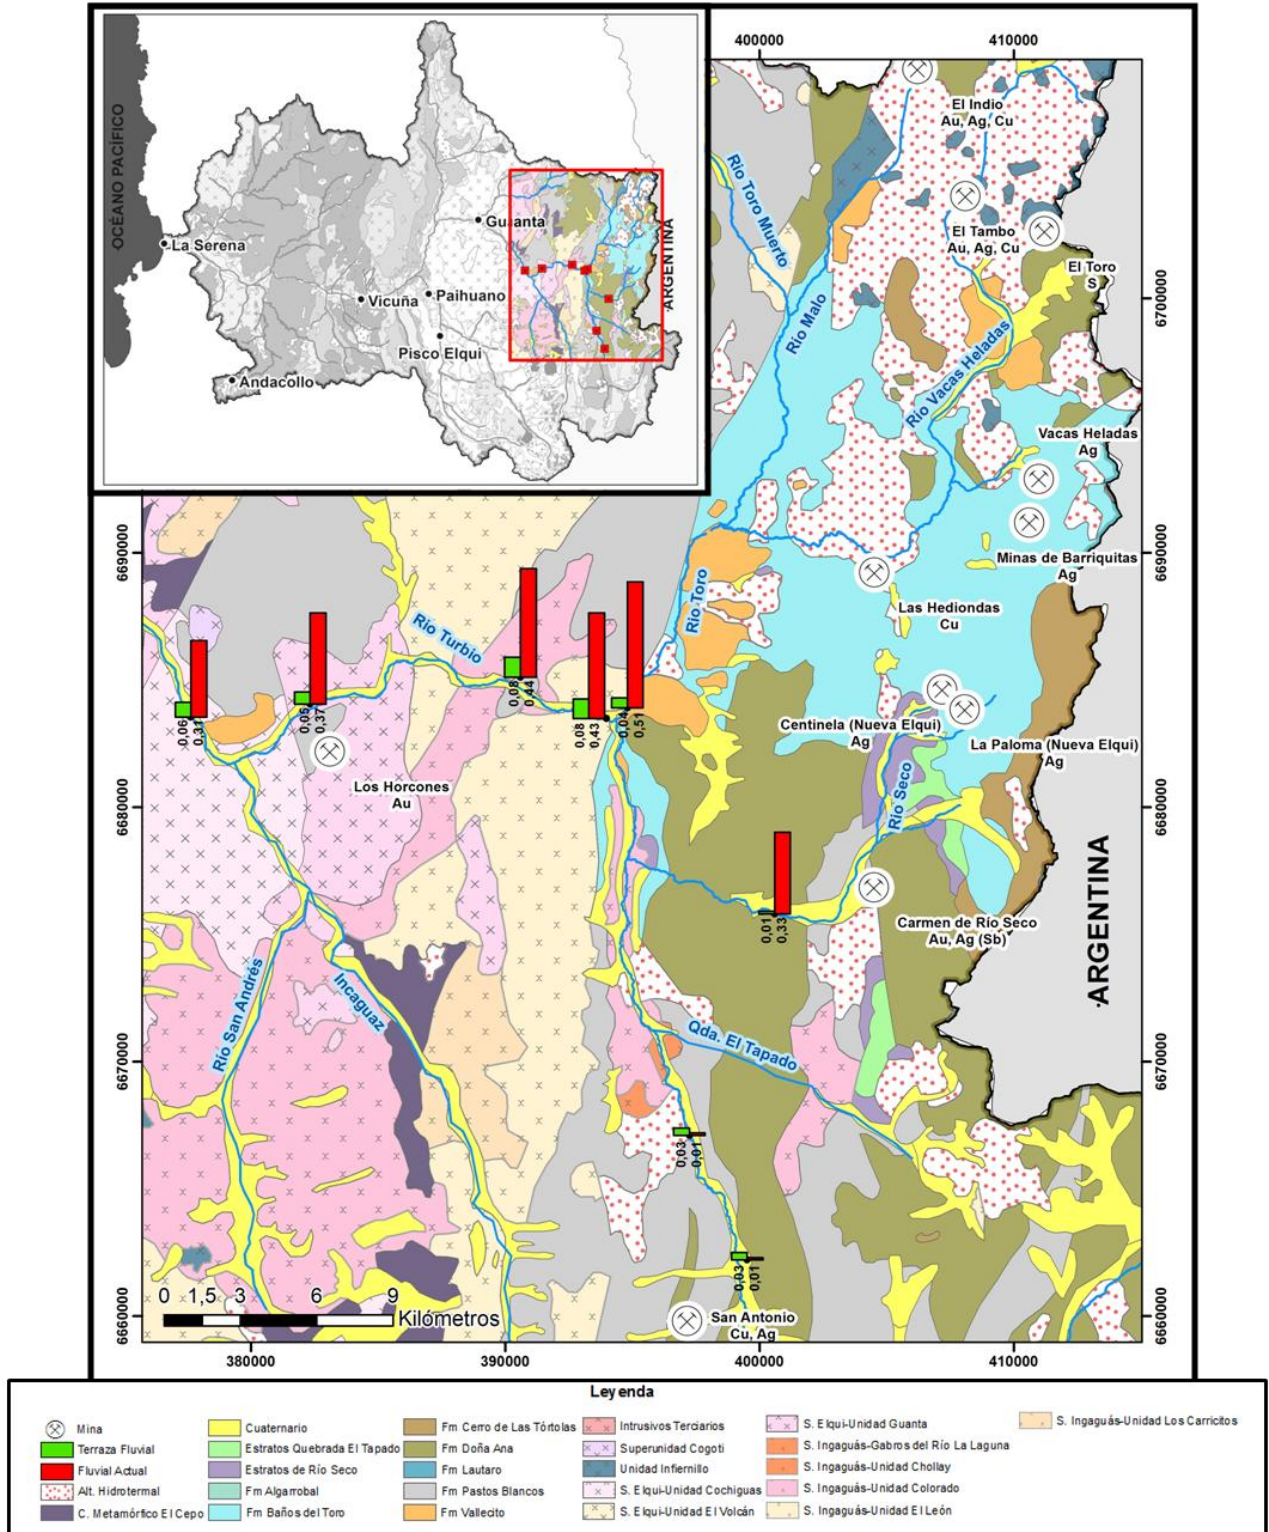 400000
410000
OCÉANO PACÍFICO
La Serena
Guanta
Vicuña
Paihuano
Pisco Elqui
Andacollo
ARGENTINA
El Indio
Au, Ag, Cu
El Tambo
Au, Ag, Cu
El Toro
S
Río Toro Muerto
Río Malo
Río Vacas Heladas
6700000
6700000
Vacas Heladas
Ag
Minas de Barriquitas
Ag
6690000
6690000
Las Hediondas
Cu
Río Toro
Río Turbio
0,06
0,31
0,05
0,37
0,08
0,44
0,08
0,43
0,04
0,51
Centinela (Nueva Elqui)
Ag
La Paloma (Nueva Elqui)
Ag
Los Horcones
Au
Río Seco
6680000
6680000
0,01
0,33
Carmen de Río Seco
Au, Ag (Sb)
ARGENTINA
Río San Andrés
Incaguaz
Qda. El Tapado
6670000
6670000
0,03
0,01
0,03
0,01
San Antonio
Cu, Ag
6660000
6660000
0 1,5 3 6 9
Kilómetros
380000
390000
400000
410000
Leyenda
Mina
Terraza Fluvial
Fluvial Actual
Alt. Hidrotermal
C. Metamórfico El Cepo
Cuaternario
Estratos Quebrada El Tapado
Estratos de Río Seco
Fm Algarrobal
Fm Baños del Toro
Fm Cerro de Las Tórtolas
Fm Doña Ana
Fm Lautaro
Fm Pastos Blancos
Fm Vallecito
Intrusivos Terciarios
Superunidad Cogoti
Unidad Infiernillo
S. Elqui-Unidad Cochiguas
S. Elqui-Unidad El Volcán
S. Elqui-Unidad Guanta
S. Ingaguás-Gabros del Río La Laguna
S. Ingaguás-Unidad Chollay
S. Ingaguás-Unidad Colorado
S. Ingaguás-Unidad El León
S. Ingaguás-Unidad Los Carricitos